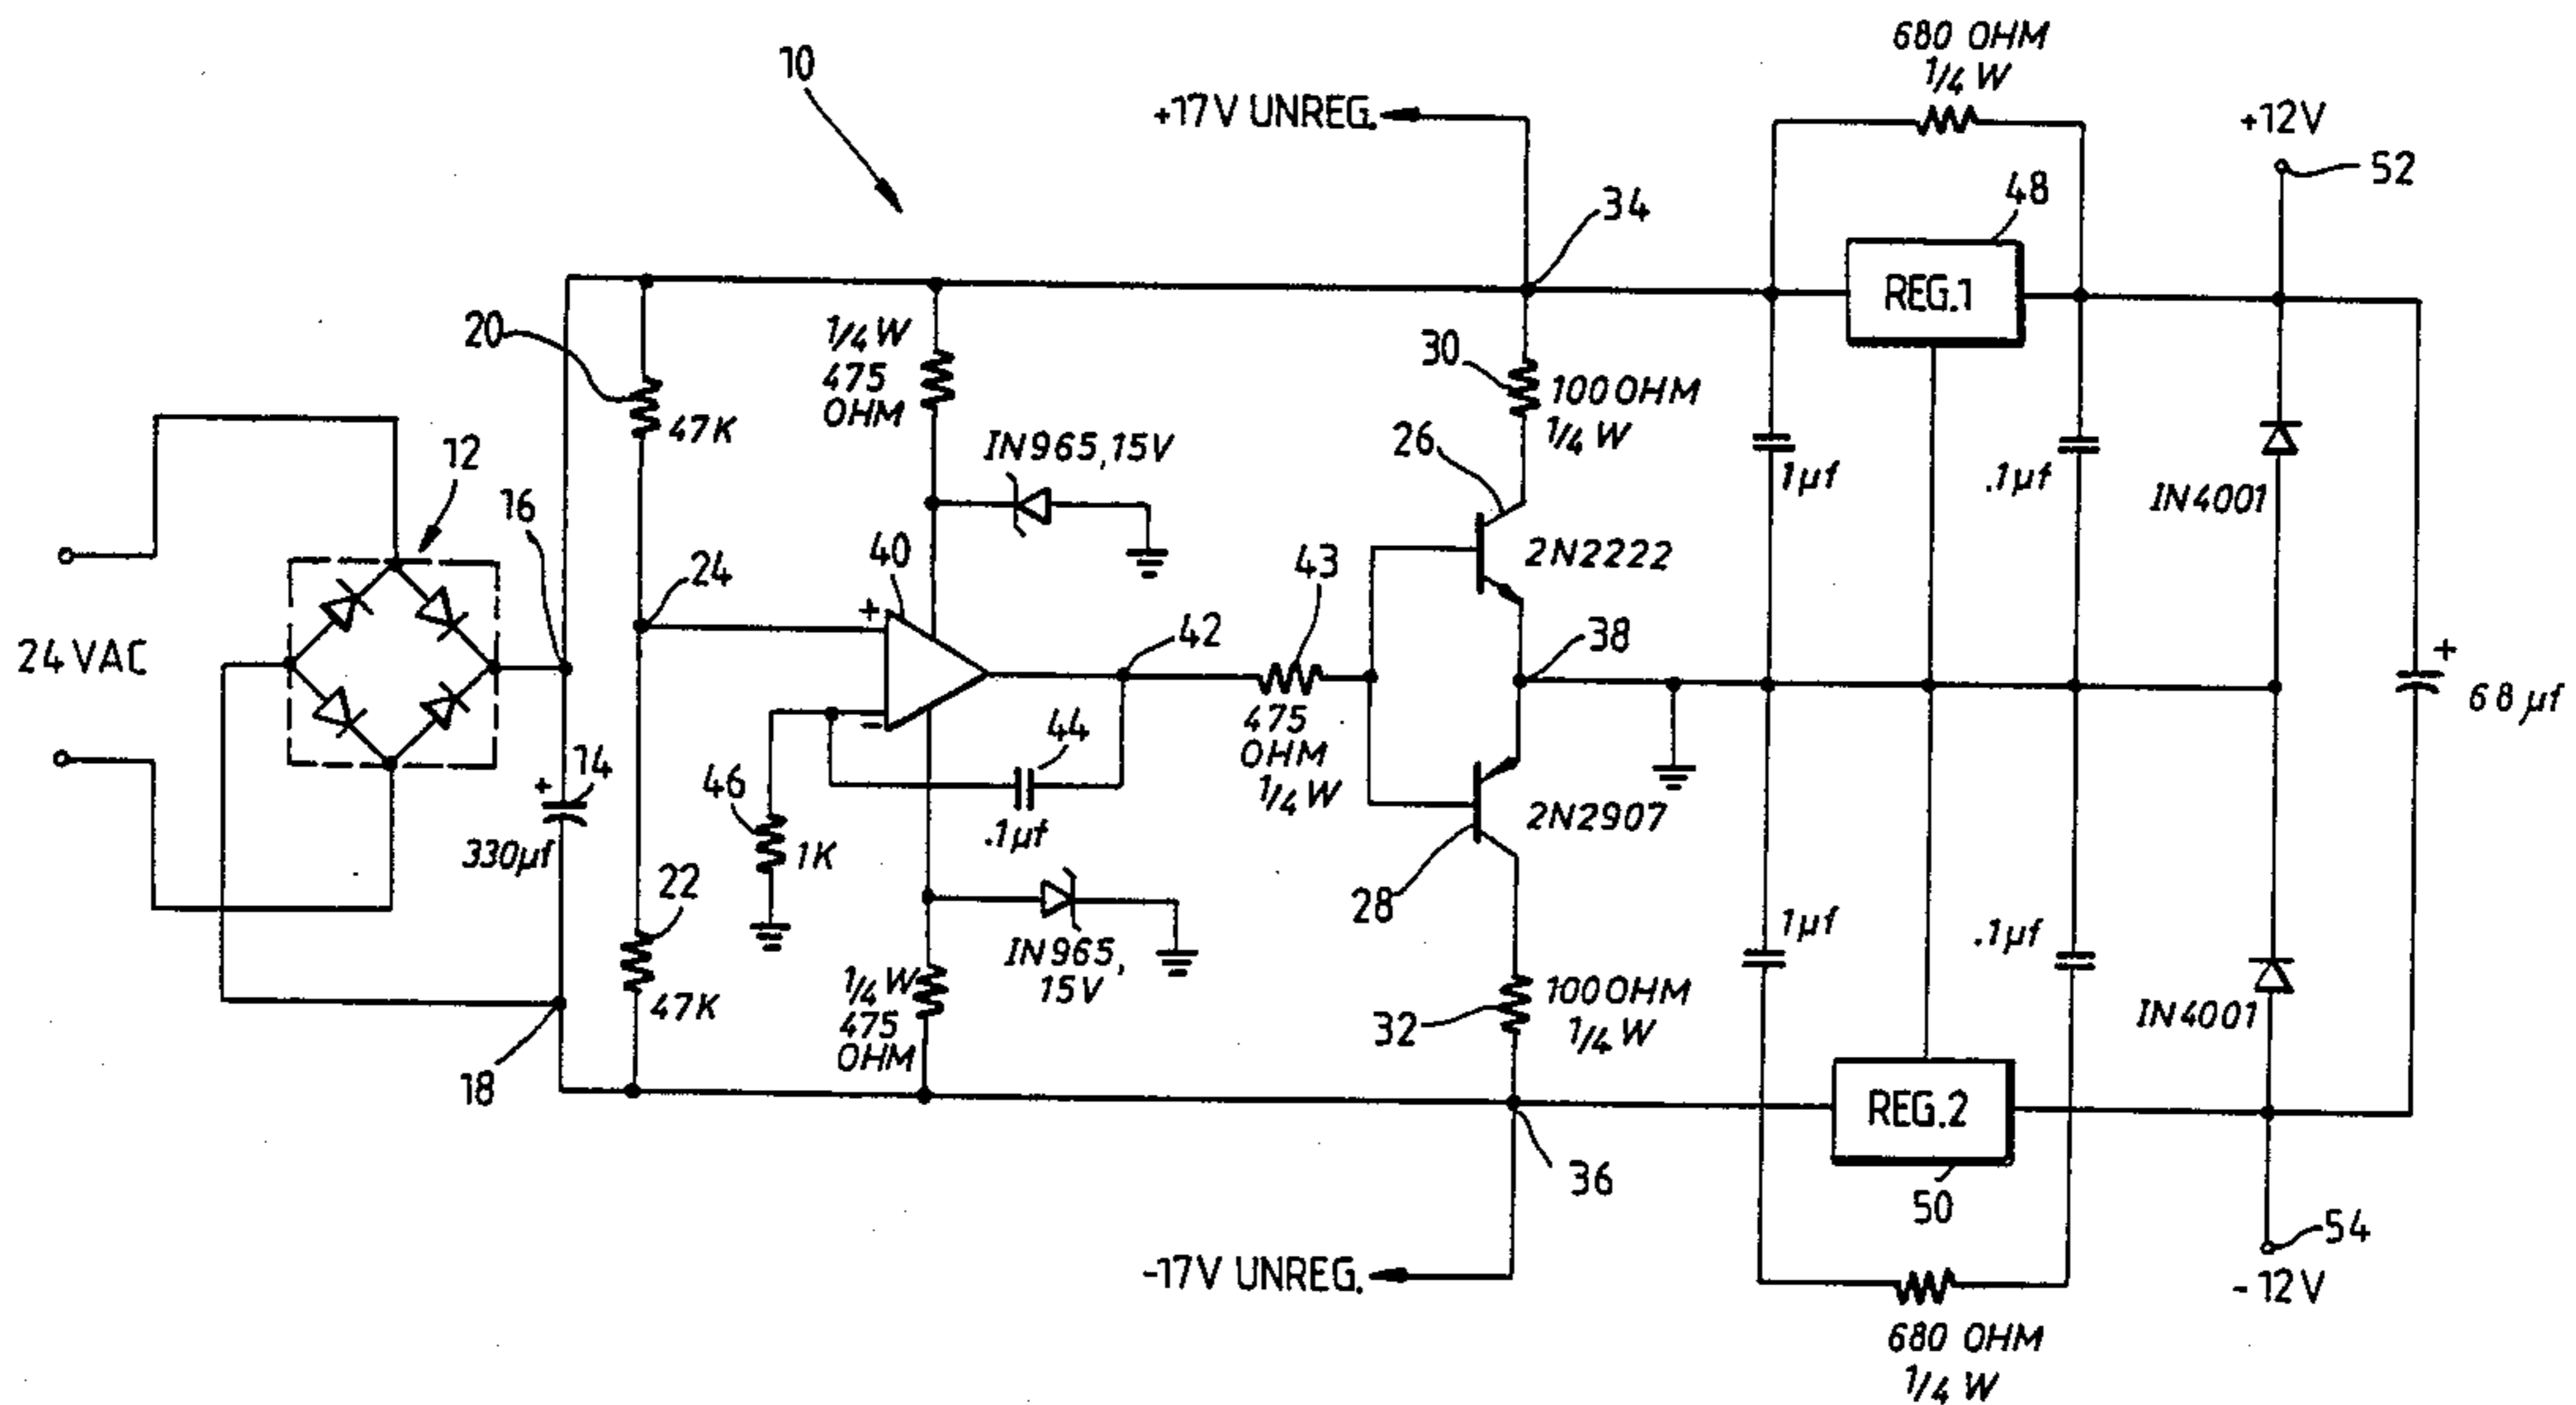 680 OHM
1/4 W
10
+17V UNREG.
+12V
52
48
34
REG.1
20
1/4 W
475
OHM
30
100 OHM
1/4 W
47K
26
IN965,15V
12
1µf
.1µf
IN4001
16
40
43
2N2222
24
+
42
38
24 VAC
+
68µf
-
475
OHM
1/4 W
44
14
+
46
2N2907
330µf
1K
.1µf
22
28
1µf
.1µf
IN965,
15V
1/4 W
475
OHM
47K
32
100 OHM
1/4 W
IN4001
18
REG.2
36
50
54
-17V UNREG.
-12V
680 OHM
1/4 W